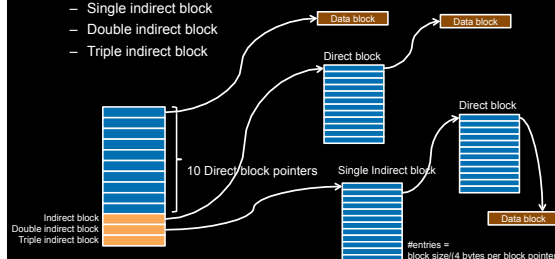 – Single indirect block
– Double indirect block
– Triple indirect block
Data block
Data block
Direct block
Direct block
10 Direct block pointers
Single Indirect block
Indirect block
Double indirect block
Triple indirect block
Data block
#entries =
block size/(4 bytes per block pointer